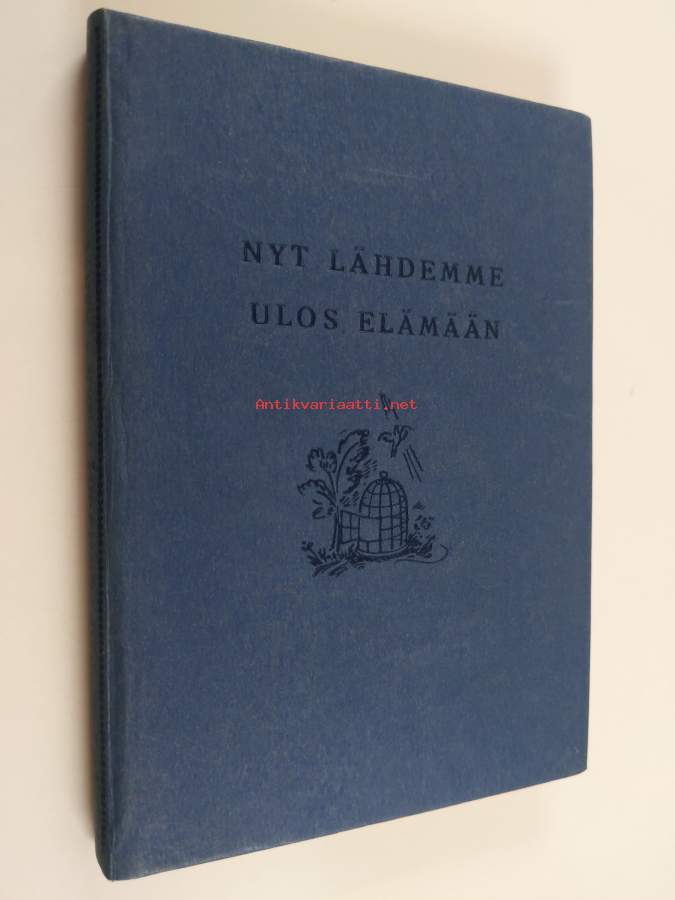 NYT LÄHDEMME
ULOS ELÄMÄÄN
Antikvariaatti.net